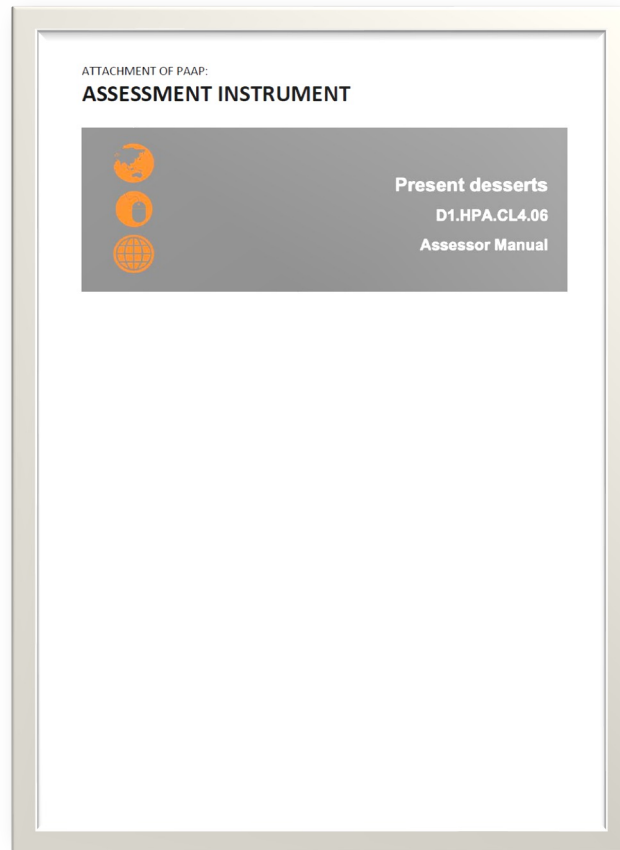 ATTACHMENT OF PAAP:
ASSESSMENT INSTRUMENT
Present desserts
D1.HPA.CL4.06
Assessor Manual